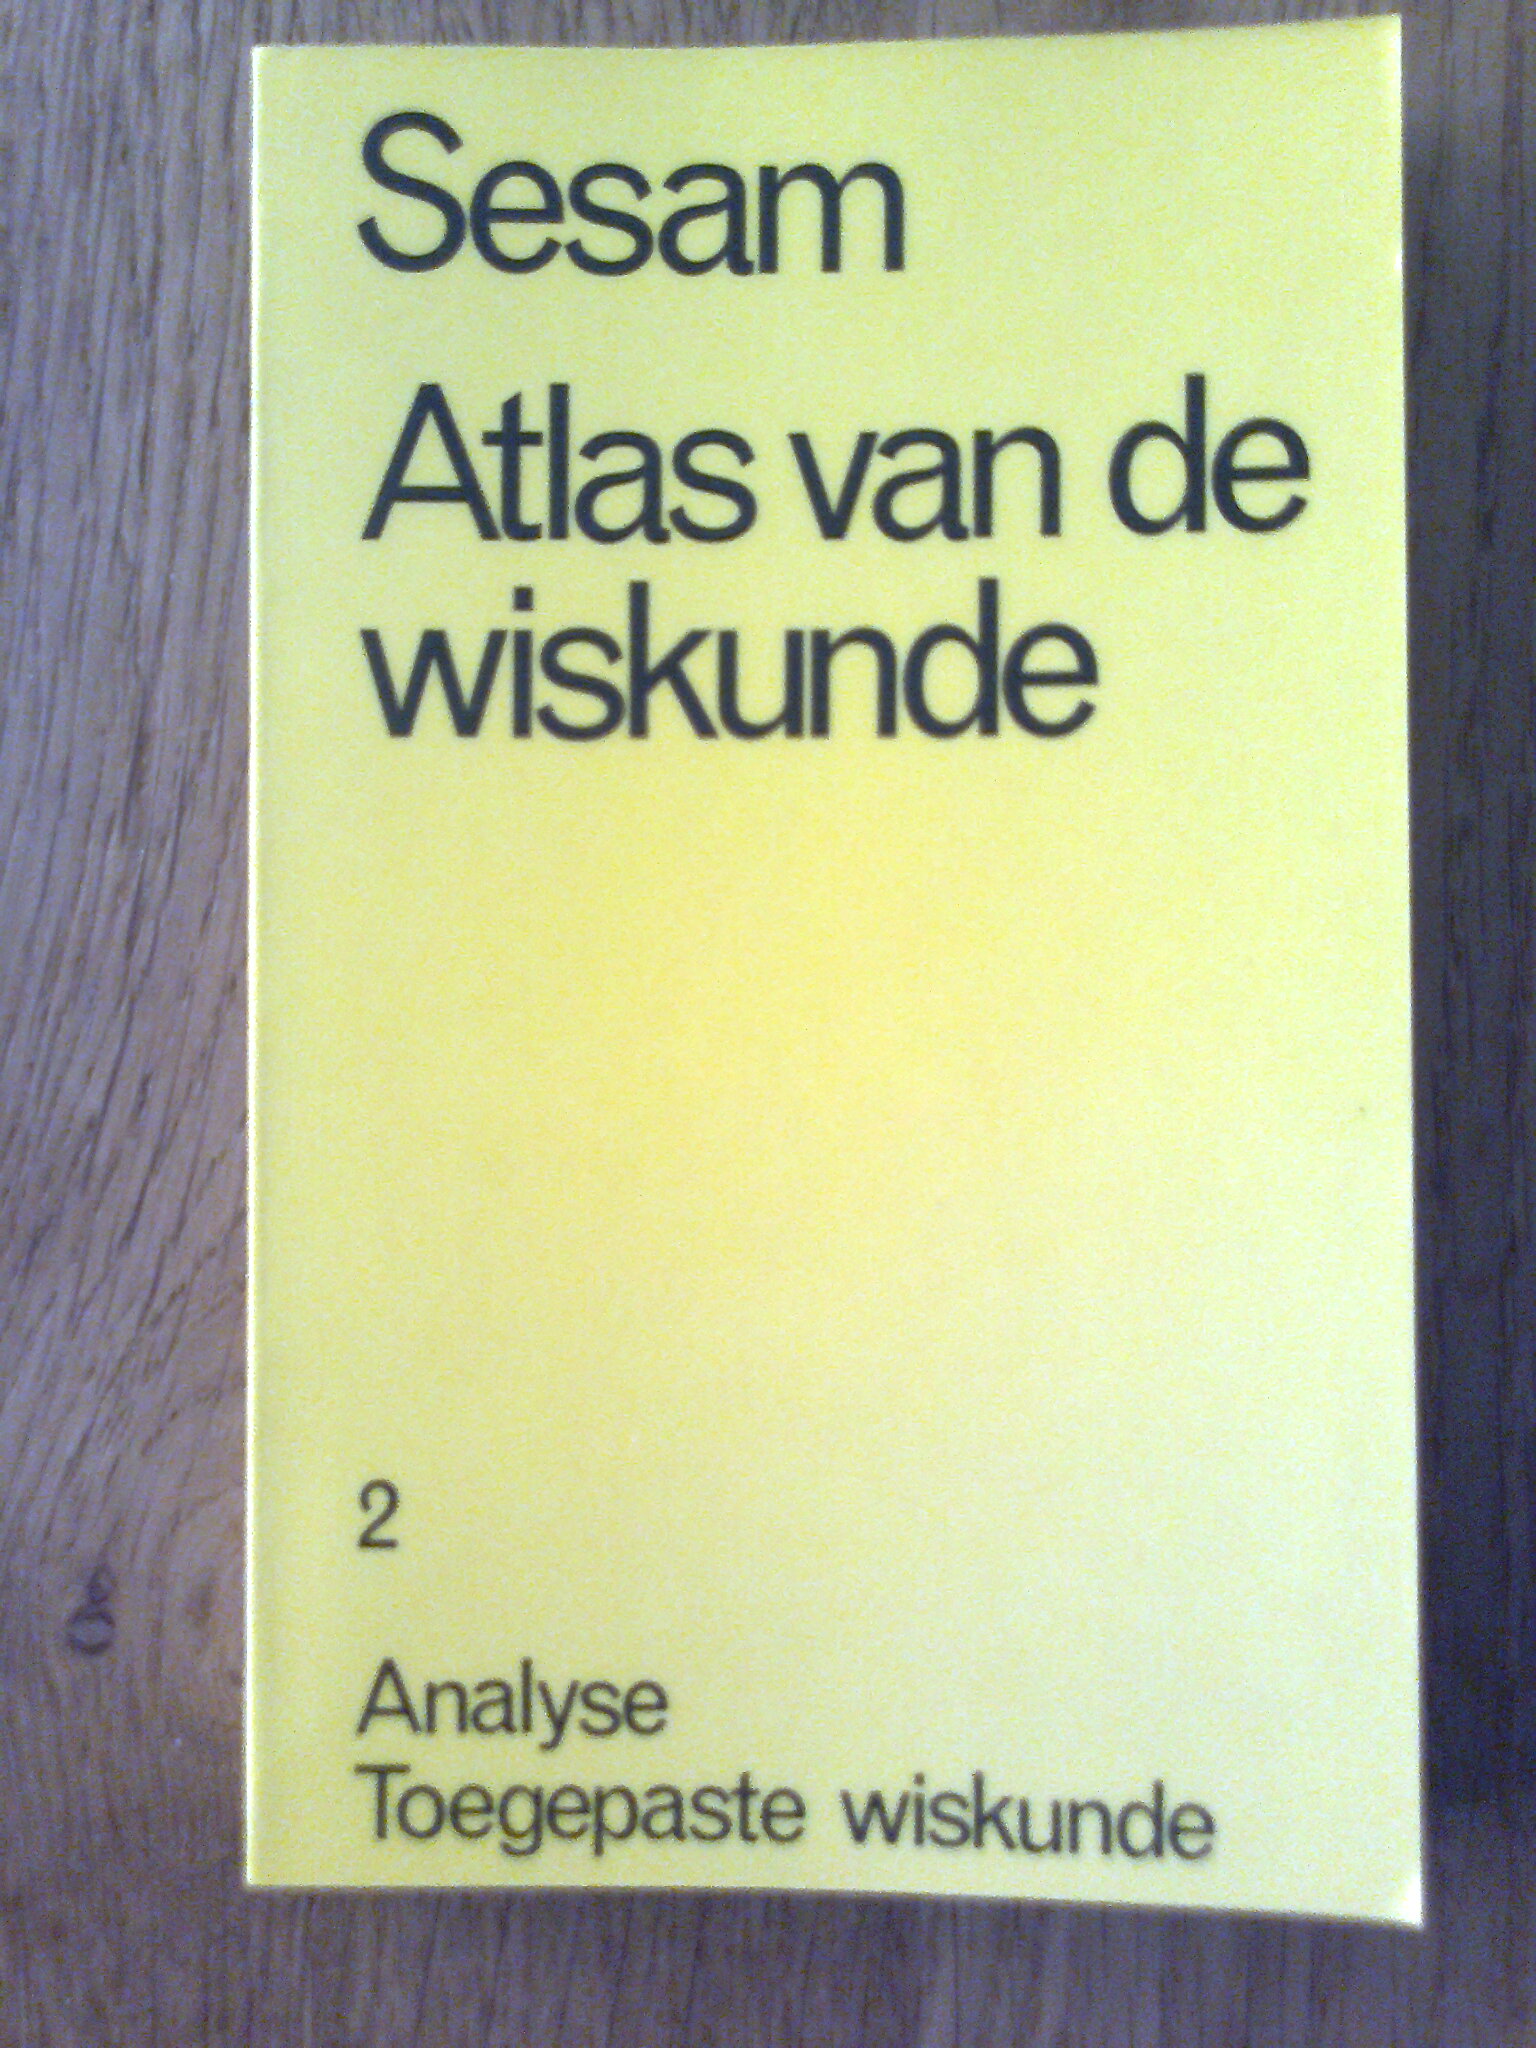 Sesam
Atlas van de
wiskunde
2
Analyse
Toegepaste wiskunde